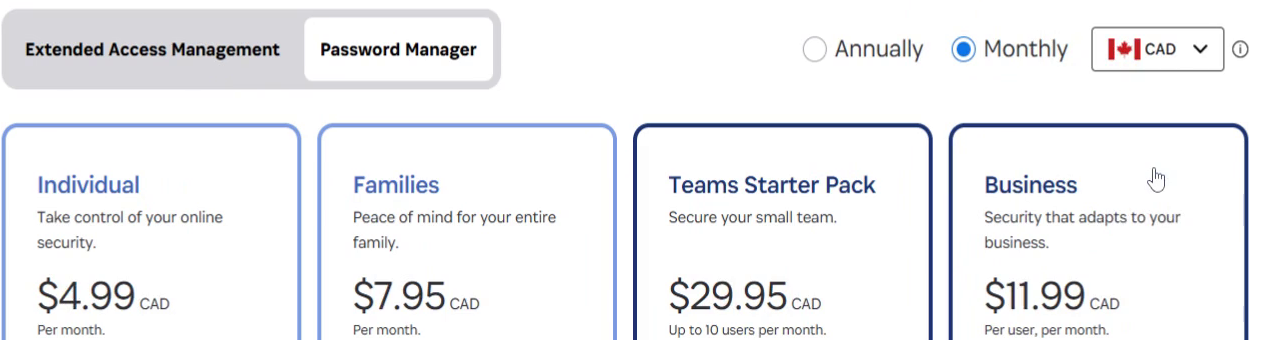 Extended Access Management
Password Manager
Annually
Monthly
CAD
Individual
Take control of your online
security.
$4.99 CAD
Per month.
Families
Peace of mind for your entire
family.
$7.95 CAD
Per month.
Teams Starter Pack
Secure your small team.
$29.95 CAD
Up to 10 users per month.
Business
Security that adapts to your
business.
$11.99 CAD
Per user, per month.